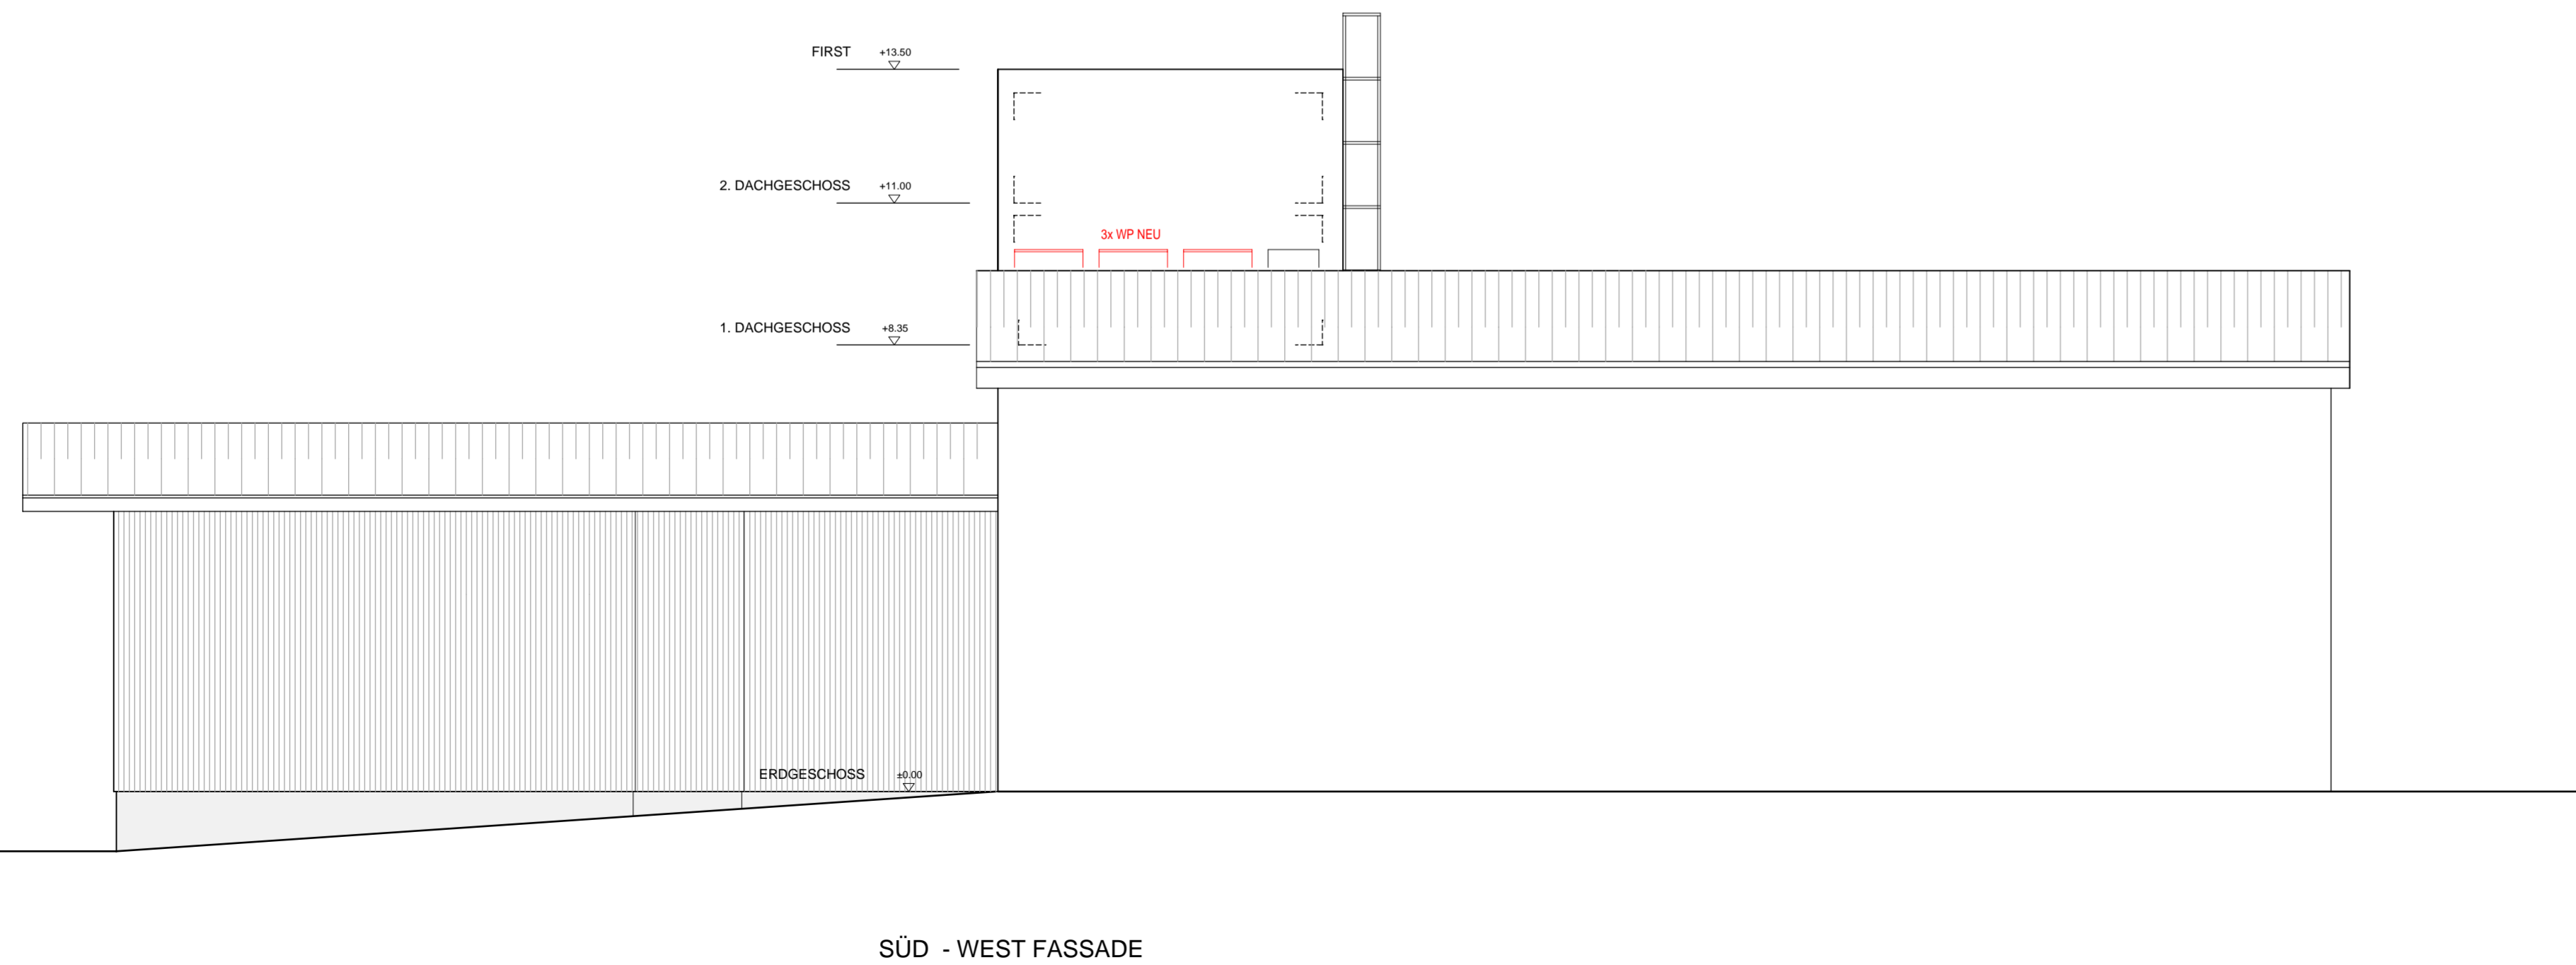 FIRST +13.50
2. DACHGESCHOSS +11.00
3x WP NEU
1. DACHGESCHOSS +8.35
ERDGESCHOSS ±0.00
SÜD - WEST FASSADE